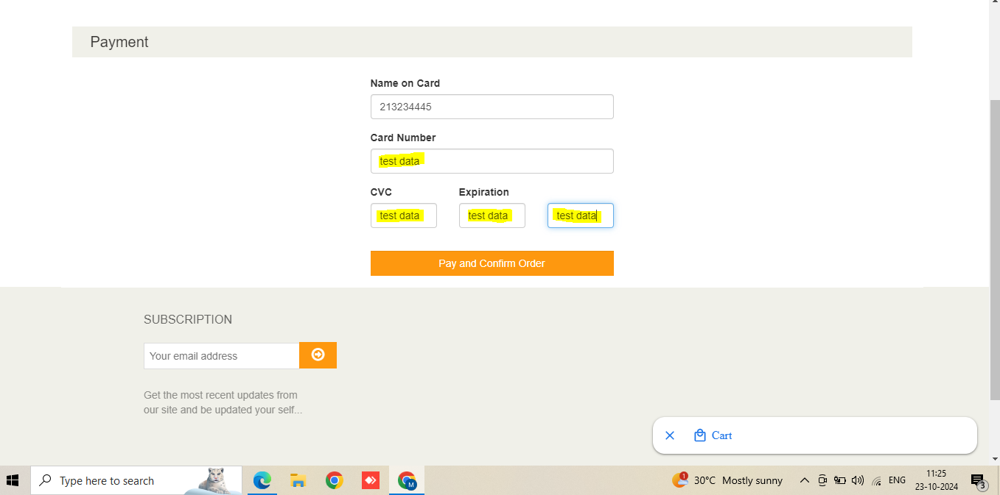 Payment
Name on Card
213234445
Card Number
test data
CVC Expiration
test data test data test data
Pay and Confirm Order
SUBSCRIPTION
Your email address
Get the most recent updates from
our site and be updated your self...
Cart
Type here to search
M
1
30°C Mostly sunny
ENG
11:25
23-10-2024
3